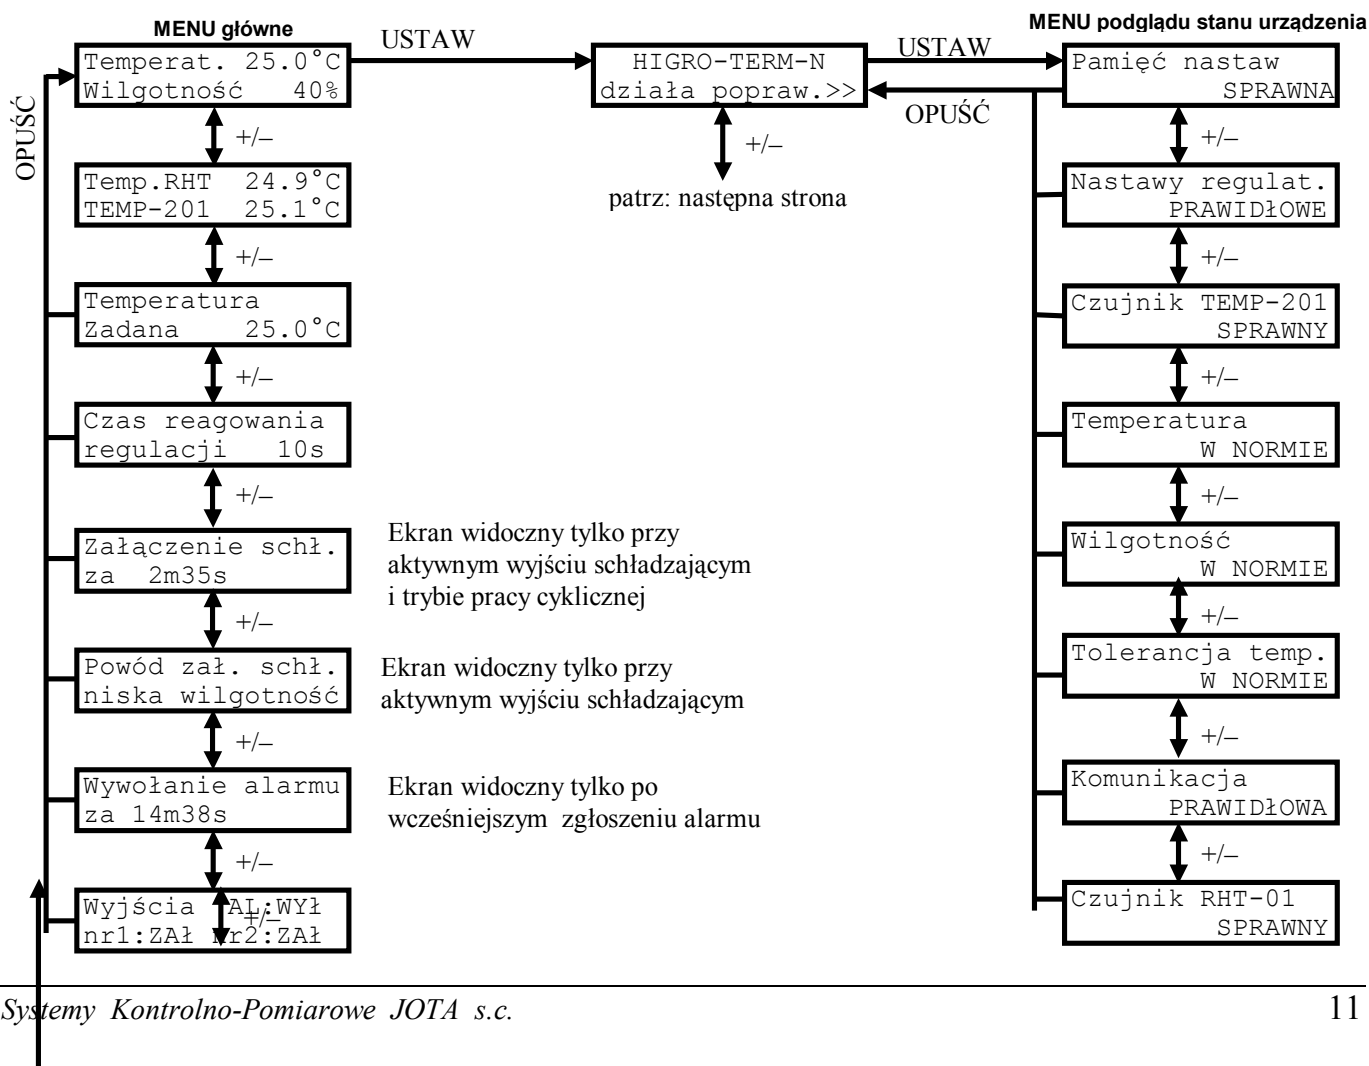 MENU główne
MENU podglądu stanu urządzenia
OPUŚĆ
Temperat. 25.0°C
Wilgotność 40%
USTAW
HIGRO-TERM-N
działa popraw.>>
USTAW
OPUŚĆ
Pamięć nastaw
SPRAWNA
+/–
+/–
patrz: następna strona
+/–
Temp.RHT 24.9°C
TEMP-201 25.1°C
Nastawy regulat.
PRAWIDłOWE
+/–
+/–
Temperatura
Zadana 25.0°C
Czujnik TEMP-201
SPRAWNY
+/–
+/–
Czas reagowania
regulacji 10s
Temperatura
W NORMIE
+/–
+/–
Załączenie schł.
za 2m35s
Ekran widoczny tylko przy
aktywnym wyjściu schładzającym
i trybie pracy cyklicznej
Wilgotność
W NORMIE
+/–
+/–
Powód zał. schł.
niska wilgotność
Ekran widoczny tylko przy
aktywnym wyjściu schładzającym
Tolerancja temp.
W NORMIE
+/–
+/–
Wywołanie alarmu
za 14m38s
Ekran widoczny tylko po
wcześniejszym zgłoszeniu alarmu
Komunikacja
PRAWIDłOWA
+/–
+/–
Wyjścia AL:WYł
nr1:ZAł nr2:ZAł
+/–
Czujnik RHT-01
SPRAWNY
Systemy Kontrolno-Pomiarowe JOTA s.c.
11